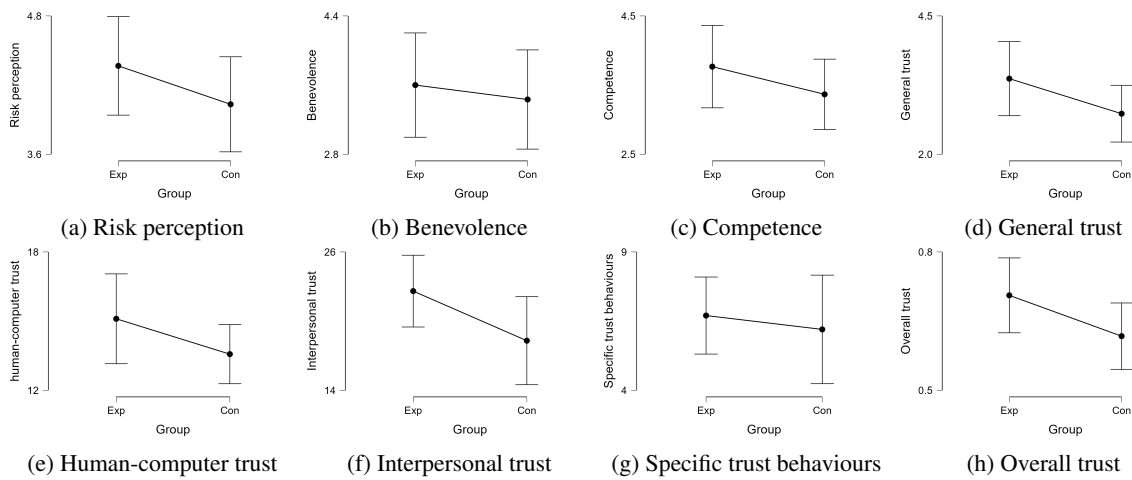 4.8
Risk perception
3.6
Exp
Con
Group
(a) Risk perception
4.4
Benevolence
2.8
Exp
Con
Group
(b) Benevolence
4.5
Competence
2.5
Exp
Con
Group
(c) Competence
4.5
General trust
2.0
Exp
Con
Group
(d) General trust
18
human-computer trust
12
Exp
Con
Group
(e) Human-computer trust
26
Interpersonal trust
14
Exp
Con
Group
(f) Interpersonal trust
9
Specific trust behaviours
4
Exp
Con
Group
(g) Specific trust behaviours
0.8
Overall trust
0.5
Exp
Con
Group
(h) Overall trust